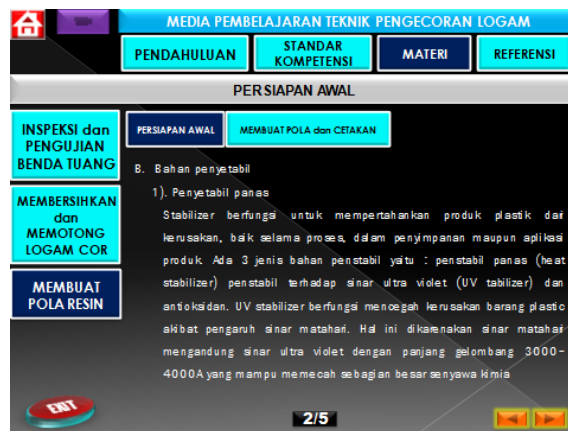 MEDIA PEMBELAJARAN TEKNIK PENGECORAN LOGAM
PENDAHULUAN
STANDAR
KOMPETENSI
MATERI
REFERENSI
PERSIAPAN AWAL
INSPEKSI dan
PENGUJIAN
BENDA TUANG
MEMBERSIHKAN
dan
MEMOTONG
LOGAM COR
MEMBUAT
POLA RESIN
PERSIAPAN AWAL
MEMBUAT POLA dan CETAKAN
B. Bahan penyetabil
1). Penyetabil panas
Stabilizer berfungsi untuk mempertahankan produk plastik dari
kerusakan, baik selama proses, dalam penyimpanan maupun aplikasi
produk. Ada 3 jenis bahan penstabil yaitu : penstabil panas (heat
stabilizer) penstabil terhadap sinar ultra violet (UV tabilizer) dan
antioksidan. UV stabilizer berfungsi mencegah kerusakan barang plastic
akibat pengaruh sinar matahari. Hal ini dikarenakan sinar matahari
mengandung sinar ultra violet dengan panjang gelombang 3000-
4000A yang mampu memecah sebagian besar senyawa kimia
EXIT
2/5